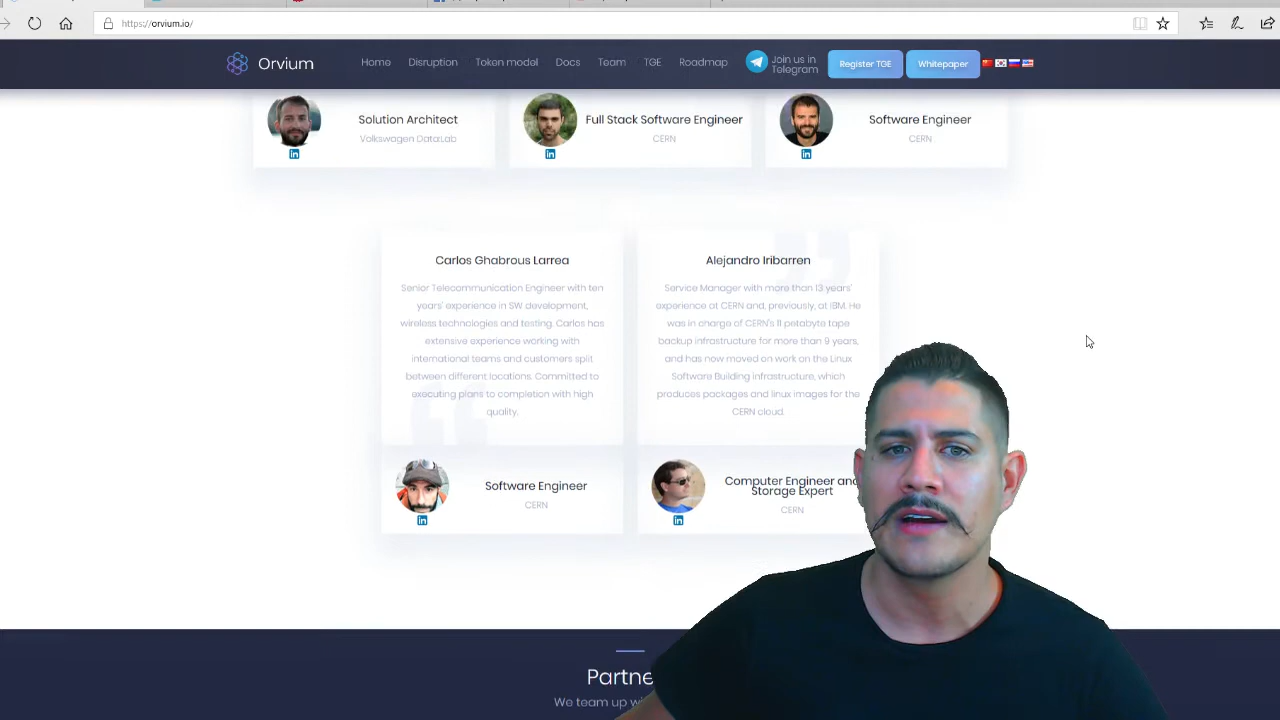 https://orvium.io/
Orvium
Home Disruption Token model Docs Team TGE Roadmap
Join us in
Telegram
Register TGE
Whitepaper
Solution Architect
Volkswagen Data:Lab
Full Stack Software Engineer
CERN
Software Engineer
CERN
Carlos Ghabrous Larrea
Senior Telecommunication Engineer with ten
years' experience in SW development,
wireless technologies and testing. Carlos has
extensive experience working with
international teams and customers split
between different locations. Committed to
executing plans to completion with high
quality.
Software Engineer
CERN
Alejandro Iribarren
Service Manager with more than 13 years'
experience at CERN and, previously, at IBM. He
was in charge of CERN's 11 petabyte tape
backup infrastructure for more than 9 years,
and has now moved on work on the Linux
Software Building infrastructure, which
produces packages and linux images for the
CERN cloud.
Computer Engineer and
Storage Expert
CERN
Partne
We team up wi